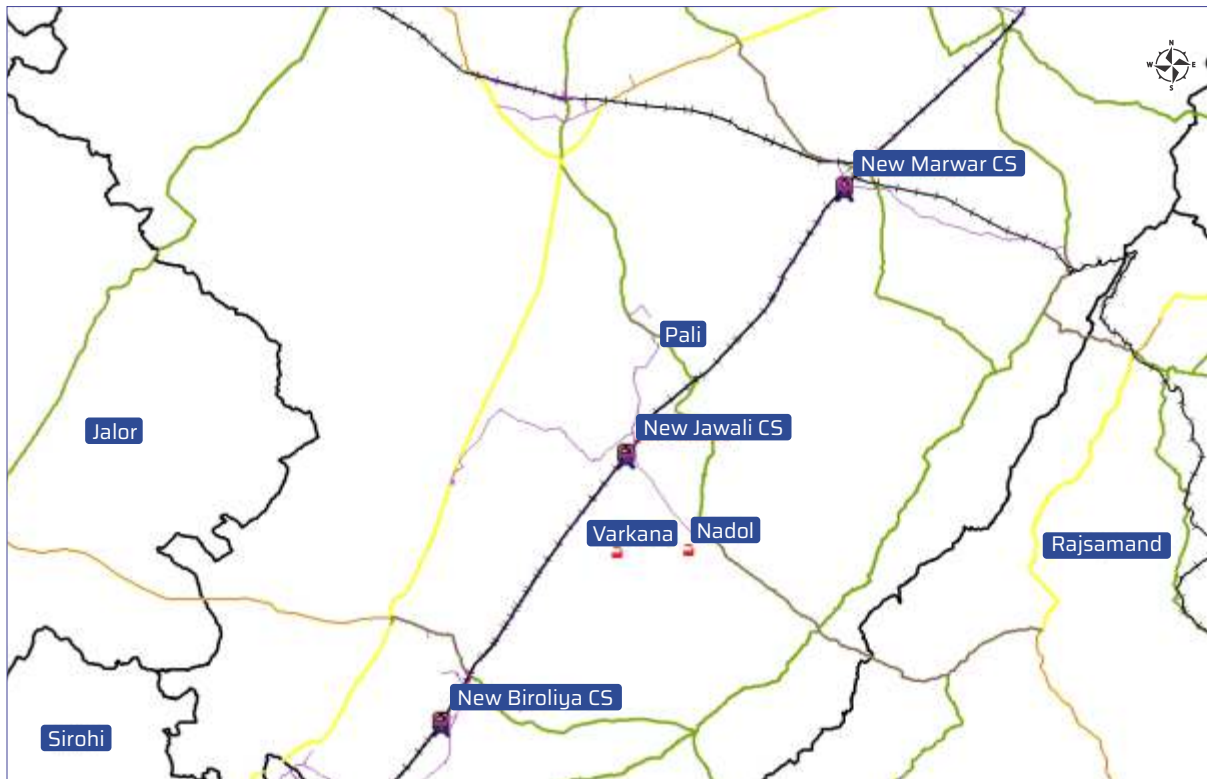 N
W E
S
New Marwar CS
Pali
New Jawali CS
Jalor
Varkana
Nadol
Rajsamand
New Biroliya CS
Sirohi